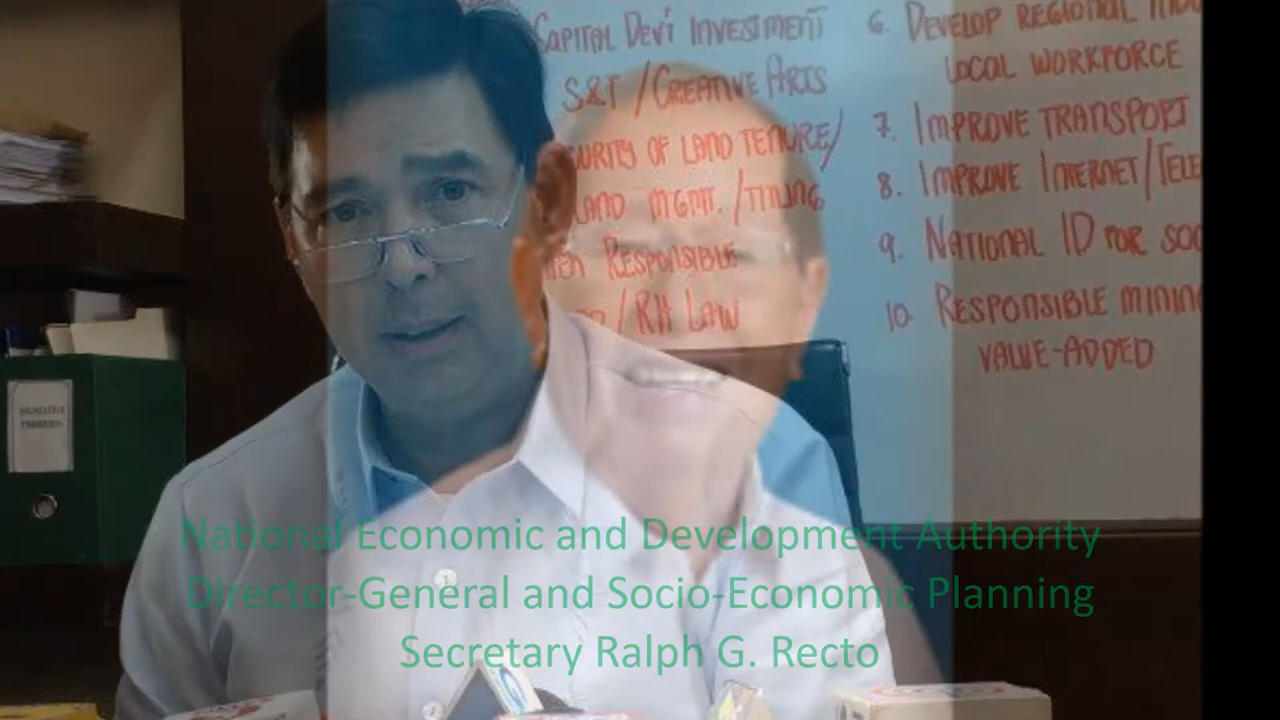 CAPITAL DEV'T INVESTMENT
S&T / CREATIVE ARTS
OF LAND TENURE/
LAND MGMT. / TITLING
RESPONSIBLE
/ RH LAW
6. DEVELOP REGIONAL
LOCAL WORKFORCE
7. IMPROVE TRANSPORT
8. IMPROVE INTERNET/TELE
9. NATIONAL ID FOR
10 RESPONSIBLE MINING
VALUE-ADDED
National Economic and Development Authority
Director-General and Socio-Economic Planning
Secretary Ralph G. Recto